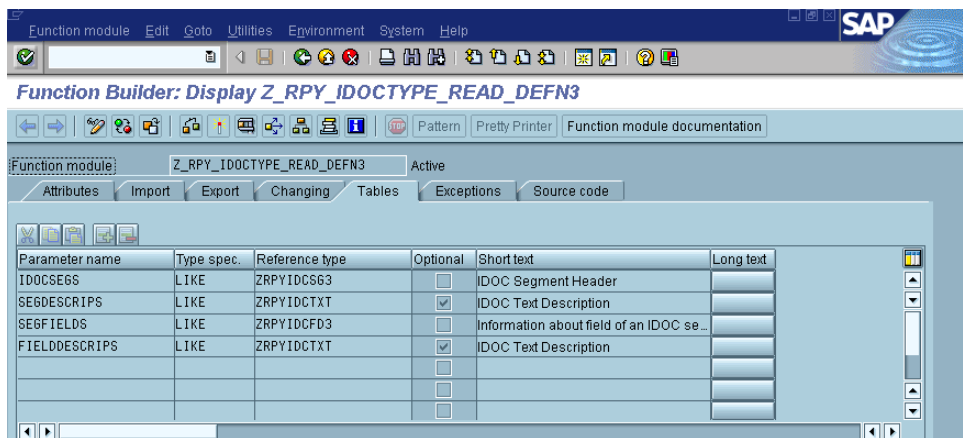 Function module Edit Goto Utilities Environment System Help
SAP
Function Builder: Display Z_RPY_IDOCTYPE_READ_DEFN3
STOP Pattern Pretty Printer Function module documentation
Function module Z_RPY_IDOCTYPE_READ_DEFN3 Active
Attributes Import Export Changing Tables Exceptions Source code
Parameter name Type spec. Reference type Optional Short text Long text
IDOCSEGS LIKE ZRPYIDCSG3 IDOC Segment Header
SEGDESCRIPS LIKE ZRPYIDCTXT IDOC Text Description
SEGFIELDS LIKE ZRPYIDCFD3 Information about field of an IDOC se...
FIELDDESCRIPS LIKE ZRPYIDCTXT IDOC Text Description